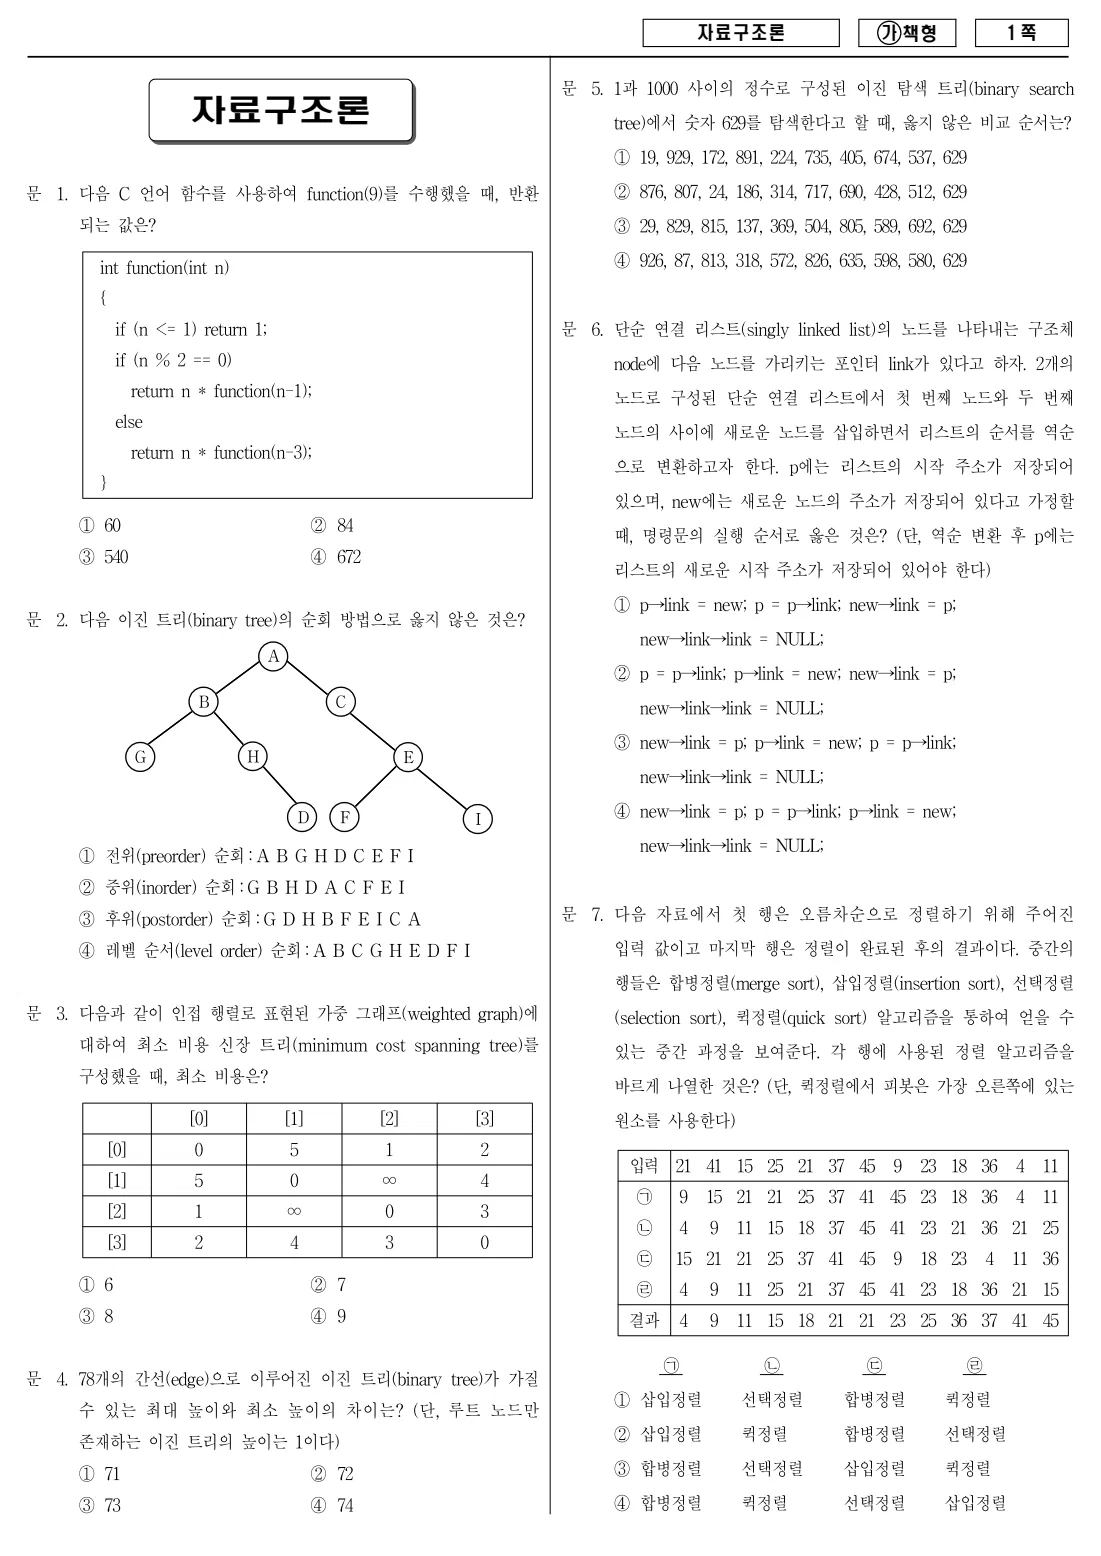 자료구조론
㉮책형
1쪽
자료구조론
문 1. 다음 C 언어 함수를 사용하여 function(9)를 수행했을 때, 반환
되는 값은?
int function(int n)
{
if (n <= 1) return 1;
if (n % 2 == 0)
return n * function(n-1);
else
return n * function(n-3);
}
① 60 ② 84
③ 540 ④ 672
문 2. 다음 이진 트리(binary tree)의 순회 방법으로 옳지 않은 것은?
A
B C
G H E
D F I
① 전위(preorder) 순회 : A B G H D C E F I
② 중위(inorder) 순회 : G B H D A C F E I
③ 후위(postorder) 순회 : G D H B F E I C A
④ 레벨 순서(level order) 순회 : A B C G H E D F I
문 3. 다음과 같이 인접 행렬로 표현된 가중 그래프(weighted graph)에
대하여 최소 비용 신장 트리(minimum cost spanning tree)를
구성했을 때, 최소 비용은?
[0] [1] [2] [3]
[0] 0 5 1 2
[1] 5 0 ∞ 4
[2] 1 ∞ 0 3
[3] 2 4 3 0
① 6 ② 7
③ 8 ④ 9
문 4. 78개의 간선(edge)으로 이루어진 이진 트리(binary tree)가 가질
수 있는 최대 높이와 최소 높이의 차이는? (단, 루트 노드만
존재하는 이진 트리의 높이는 1이다)
① 71 ② 72
③ 73 ④ 74
문 5. 1과 1000 사이의 정수로 구성된 이진 탐색 트리(binary search
tree)에서 숫자 629를 탐색한다고 할 때, 옳지 않은 비교 순서는?
① 19, 929, 172, 891, 224, 735, 405, 674, 537, 629
② 876, 807, 24, 186, 314, 717, 690, 428, 512, 629
③ 29, 829, 815, 137, 369, 504, 805, 589, 692, 629
④ 926, 87, 813, 318, 572, 826, 635, 598, 580, 629
문 6. 단순 연결 리스트(singly linked list)의 노드를 나타내는 구조체
node에 다음 노드를 가리키는 포인터 link가 있다고 하자. 2개의
노드로 구성된 단순 연결 리스트에서 첫 번째 노드와 두 번째
노드의 사이에 새로운 노드를 삽입하면서 리스트의 순서를 역순
으로 변환하고자 한다. p에는 리스트의 시작 주소가 저장되어
있으며, new에는 새로운 노드의 주소가 저장되어 있다고 가정할
때, 명령문의 실행 순서로 옳은 것은? (단, 역순 변환 후 p에는
리스트의 새로운 시작 주소가 저장되어 있어야 한다)
① p→link = new; p = p→link; new→link = p;
new→link→link = NULL;
② p = p→link; p→link = new; new→link = p;
new→link→link = NULL;
③ new→link = p; p→link = new; p = p→link;
new→link→link = NULL;
④ new→link = p; p = p→link; p→link = new;
new→link→link = NULL;
문 7. 다음 자료에서 첫 행은 오름차순으로 정렬하기 위해 주어진
입력 값이고 마지막 행은 정렬이 완료된 후의 결과이다. 중간의
행들은 합병정렬(merge sort), 삽입정렬(insertion sort), 선택정렬
(selection sort), 퀵정렬(quick sort) 알고리즘을 통하여 얻을 수
있는 중간 과정을 보여준다. 각 행에 사용된 정렬 알고리즘을
바르게 나열한 것은? (단, 퀵정렬에서 피봇은 가장 오른쪽에 있는
원소를 사용한다)
입력 21 41 15 25 21 37 45 9 23 18 36 4 11
㉠ 9 15 21 21 25 37 41 45 23 18 36 4 11
㉡ 4 9 11 15 18 37 45 41 23 21 36 21 25
㉢ 15 21 21 25 37 41 45 9 18 23 4 11 36
㉣ 4 9 11 25 21 37 45 41 23 18 36 21 15
결과 4 9 11 15 18 21 21 23 25 36 37 41 45
㉠ ㉡ ㉢ ㉣
① 삽입정렬 선택정렬 합병정렬 퀵정렬
② 삽입정렬 퀵정렬 합병정렬 선택정렬
③ 합병정렬 선택정렬 삽입정렬 퀵정렬
④ 합병정렬 퀵정렬 선택정렬 삽입정렬